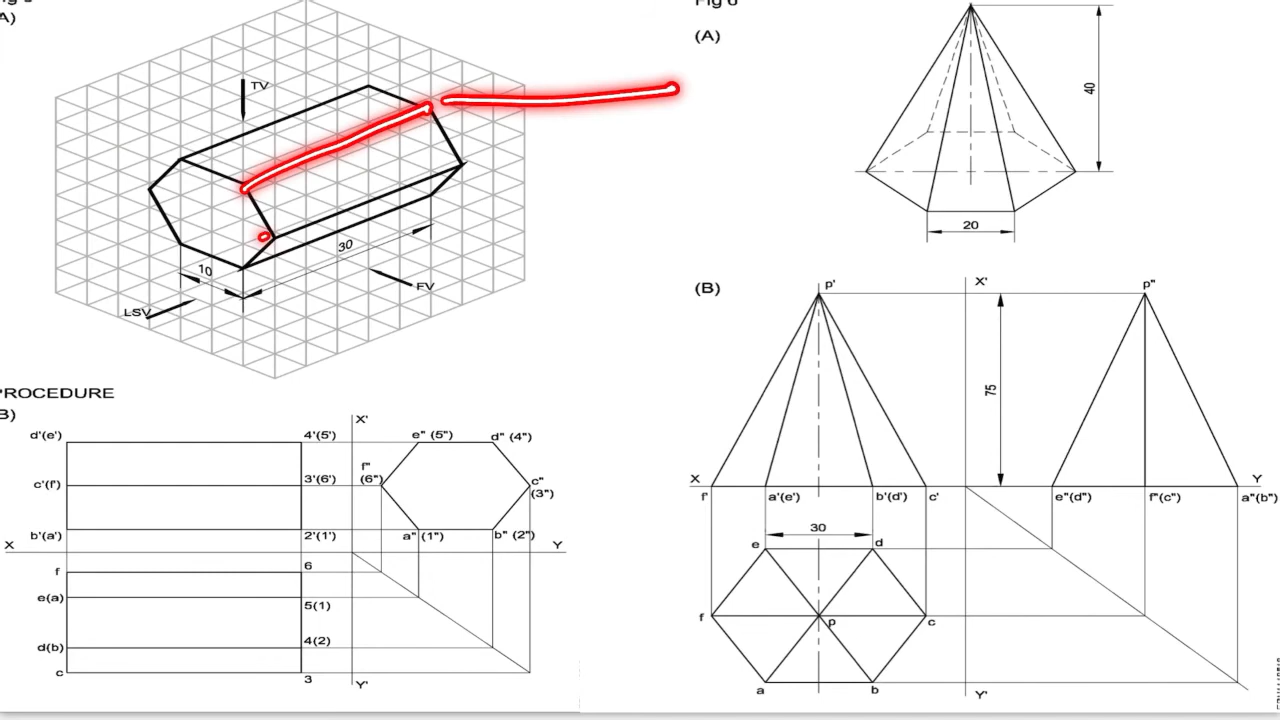 A)
TV
30
10
LSV
FV
ROCEDURE
B)
X'
d'(e')
4'(5')
e" (5")
d" (4")
f"
c'(f')
3'(6')
(6")
c"
(3")
b'(a')
2'(1')
a" (1")
b" (2")
X
Y
f
6
e(a)
5(1)
d(b)
4(2)
c
3
Y'
Fig 6
(A)
40
20
(B)
p'
X'
p"
75
X
Y
f'
a'(e')
b'(d')
c'
e"(d")
f"(c")
a"(b")
30
e
d
f
p
c
a
b
Y'